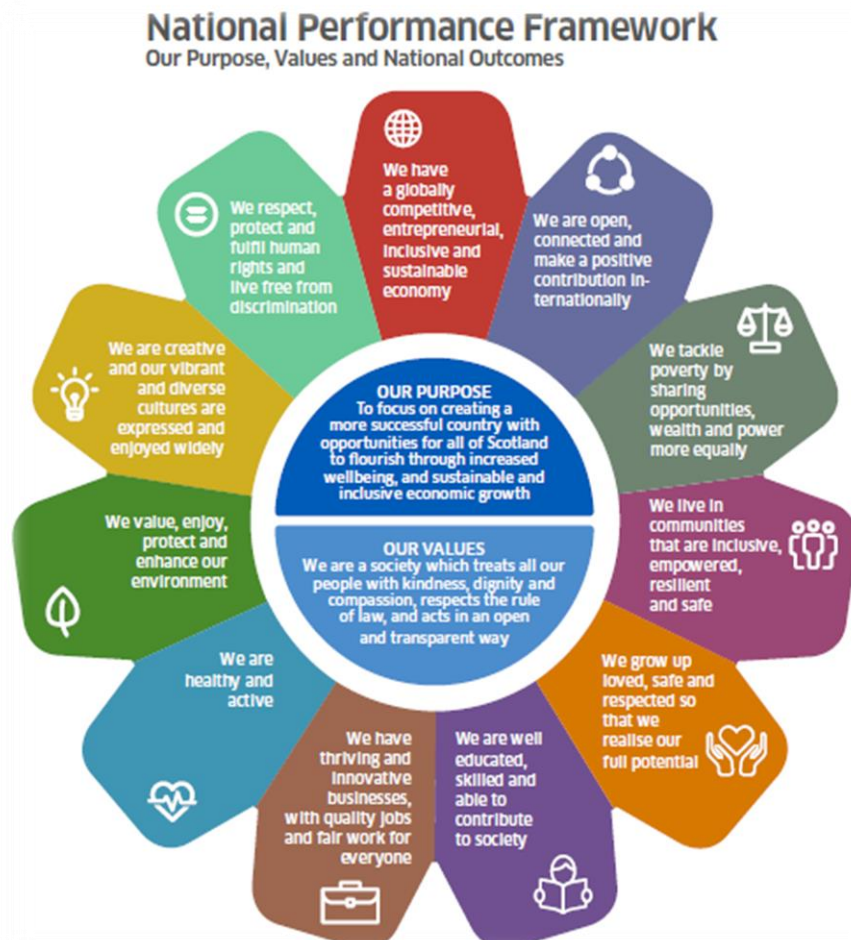 National Performance Framework
Our Purpose, Values and National Outcomes
We have
a globally
competitive,
entrepreneurial,
inclusive and
sustainable
economy
We are open,
connected and
make a positive
contribution in-
ternationally
We tackle
poverty by
sharing
opportunities,
wealth and power
more equally
We live in
communities
that are inclusive,
empowered,
resilient
and safe
We grow up
loved, safe and
respected so
that we
realise our
full potential
We are well
educated,
skilled and
able to
contribute
to society
We have
thriving and
innovative
businesses,
with quality jobs
and fair work for
everyone
We are
healthy and
active
We value, enjoy,
protect and
enhance our
environment
We are creative
and our vibrant
and diverse
cultures are
expressed and
enjoyed widely
We respect,
protect and
fulfil human
rights and
live free from
discrimination
OUR PURPOSE
To focus on creating a
more successful country with
opportunities for all of Scotland
to flourish through increased
wellbeing, and sustainable and
inclusive economic growth
OUR VALUES
We are a society which treats all our
people with kindness, dignity and
compassion, respects the rule
of law, and acts in an open
and transparent way